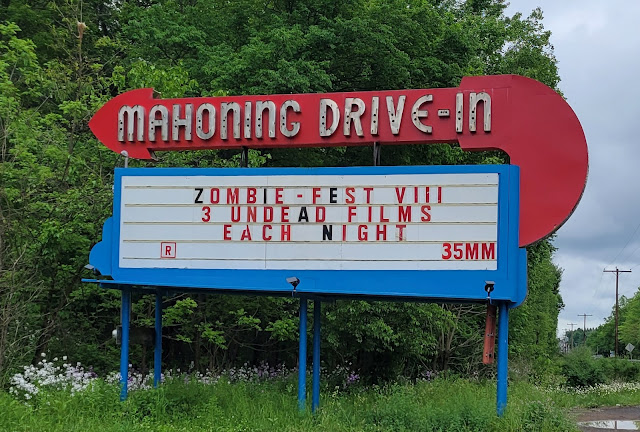 MAHONING DRIVE-IN
ZOMBIE-FEST VIII
3 UNDEAD FILMS
EACH NIGHT
R
35MM